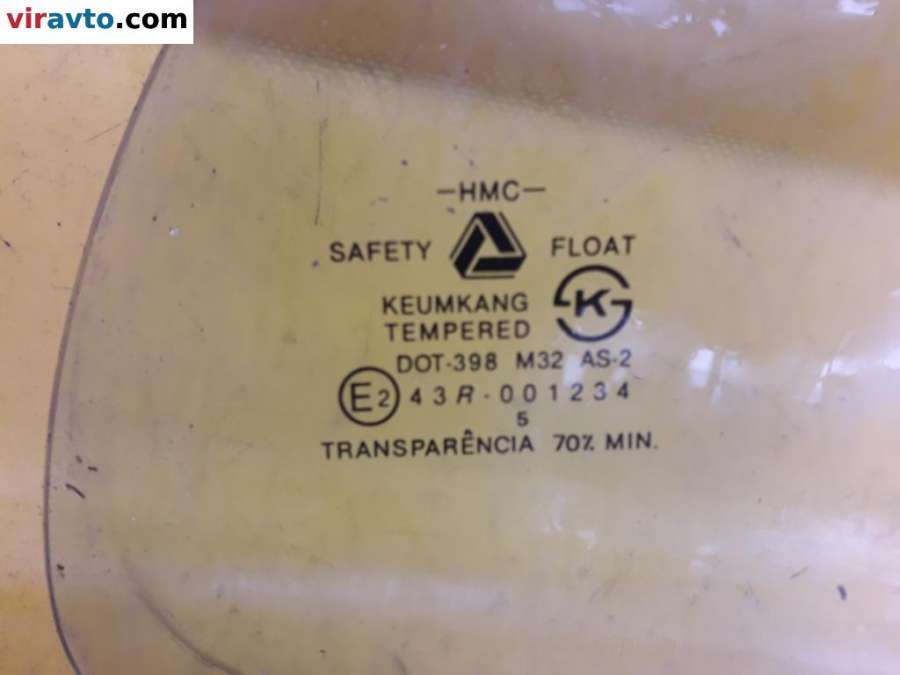 viravto.com
—HMC—
SAFETY FLOAT
KEUMKANG
TEMPERED
K
DOT-398 M32 AS-2
E2 43R-001234
5
TRANSPARÊNCIA 70% MIN.